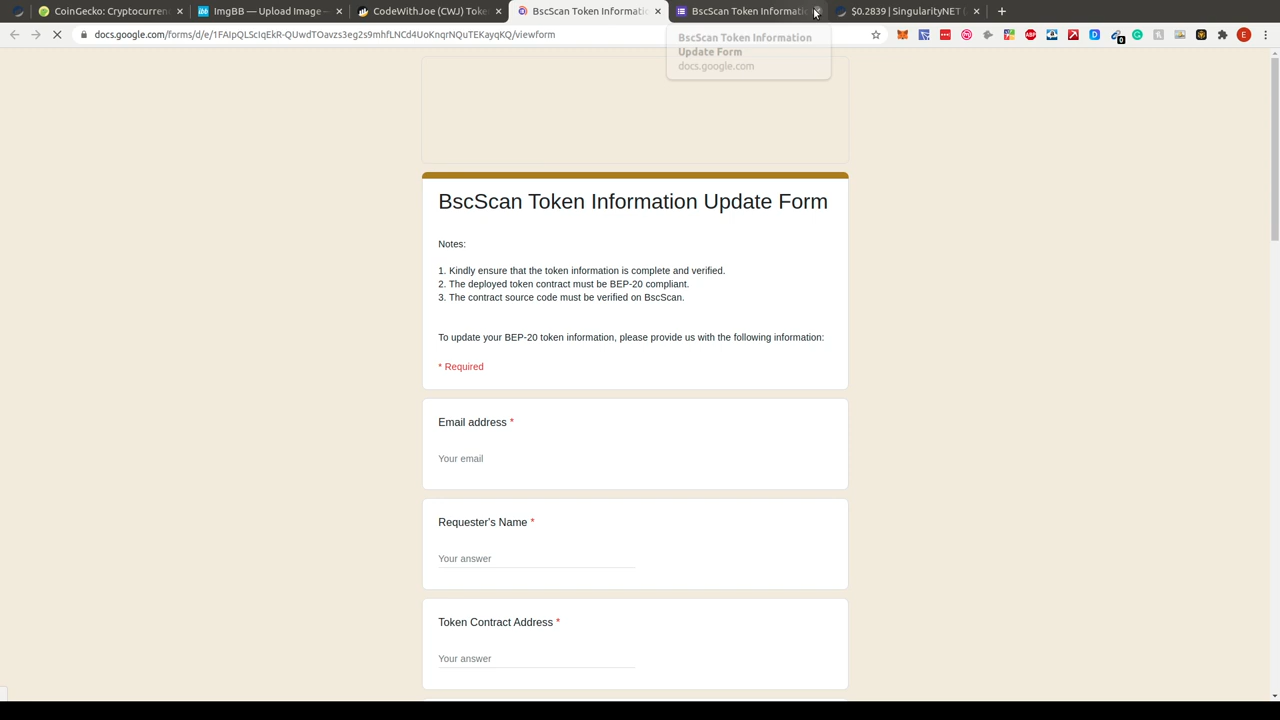 CoinGecko: Cryptocurren
ImgBB — Upload Image –
CodeWithJoe (CWJ) Toke
BscScan Token Informati
BscScan Token Informatio
$0.2839 | SingularityNET (
docs.google.com/forms/d/e/1FAIpQLScIqEkR-QUwdTOavzs3eg2s9mhfLNCd4UoKnqrNQuTEKayqKQ/viewform
ABP
D
0
E
BscScan Token Information
Update Form
docs.google.com
BscScan Token Information Update Form
Notes:
1. Kindly ensure that the token information is complete and verified.
2. The deployed token contract must be BEP-20 compliant.
3. The contract source code must be verified on BscScan.
To update your BEP-20 token information, please provide us with the following information:
* Required
Email address *
Your email
Requester's Name *
Your answer
Token Contract Address *
Your answer